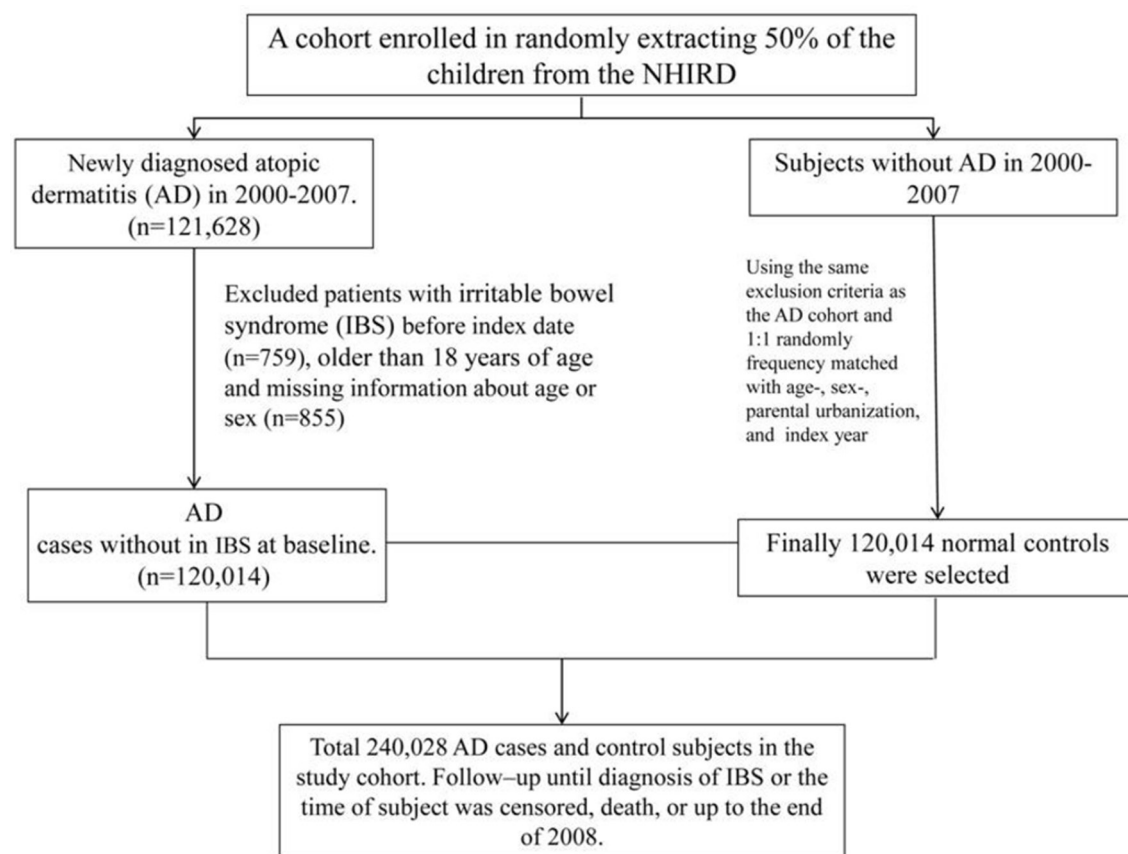 A cohort enrolled in randomly extracting 50% of the
children from the NHIRD
Newly diagnosed atopic
dermatitis (AD) in 2000-2007.
(n=121,628)
Subjects without AD in 2000-
2007
Excluded patients with irritable bowel
syndrome (IBS) before index date
(n=759), older than 18 years of age
and missing information about age or
sex (n=855)
Using the same
exclusion criteria as
the AD cohort and
1:1 randomly
frequency matched
with age-, sex-,
parental urbanization,
and index year
AD
cases without in IBS at baseline.
(n=120,014)
Finally 120,014 normal controls
were selected
Total 240,028 AD cases and control subjects in the
study cohort. Follow–up until diagnosis of IBS or the
time of subject was censored, death, or up to the end
of 2008.